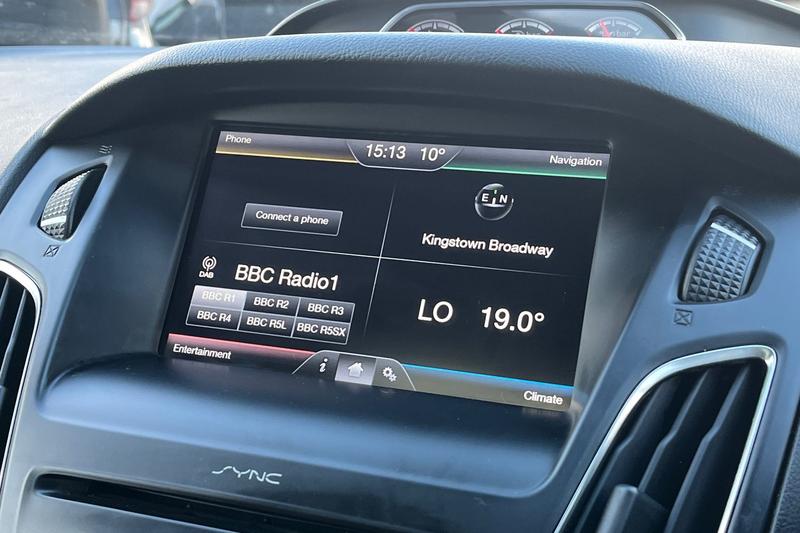 Phone
15:13 10°
Navigation
Connect a phone
E N
Kingstown Broadway
DAB
BBC Radio1
BBC R1 BBC R2 BBC R3
BBC R4 BBC R5L BBC R5SX
LO 19.0°
Entertainment
i
Climate
SYNC